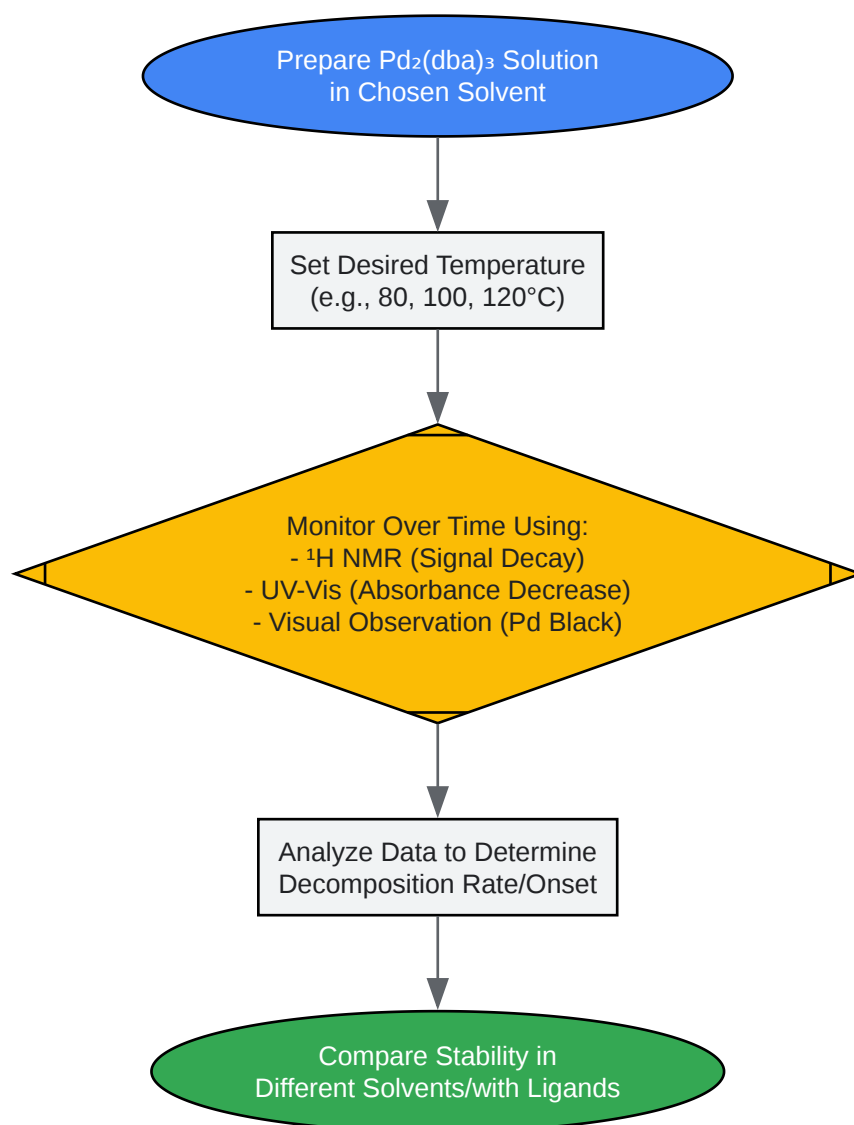 Prepare Pd₂(dba)₃ Solution
in Chosen Solvent
Set Desired Temperature
(e.g., 80, 100, 120°C)
Monitor Over Time Using:
- ¹H NMR (Signal Decay)
- UV-Vis (Absorbance Decrease)
- Visual Observation (Pd Black)
Analyze Data to Determine
Decomposition Rate/Onset
Compare Stability in
Different Solvents/with Ligands